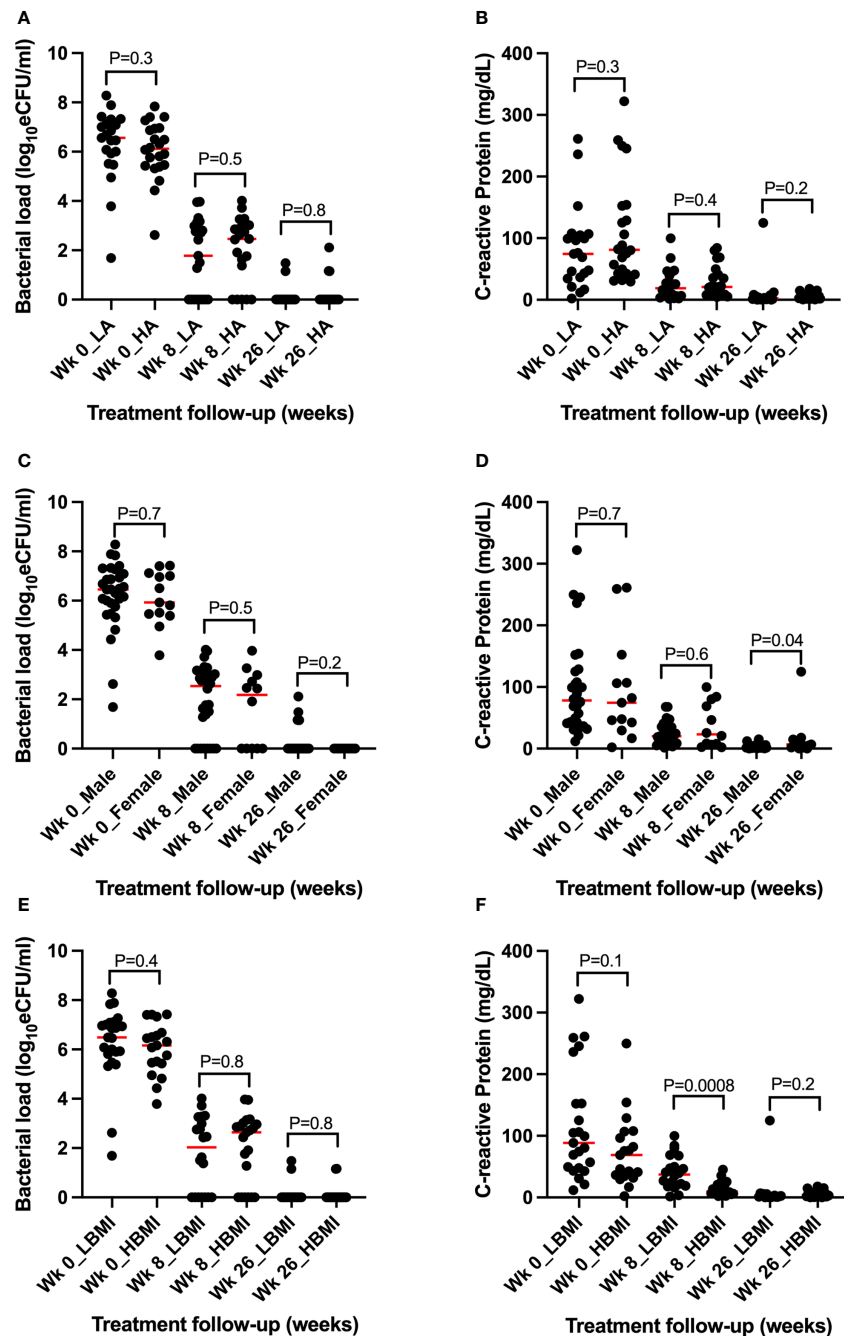 A
Bacterial load (log10eCFU/ml)
10
8
6
4
2
0
P=0.3
P=0.5
P=0.8
Wk 0_LA
Wk 0_HA
Wk 8_LA
Wk 8_HA
Wk 26_LA
Wk 26_HA
Treatment follow-up (weeks)
B
C-reactive Protein (mg/dL)
400
300
200
100
0
P=0.3
P=0.4
P=0.2
Wk 0_LA
Wk 0_HA
Wk 8_LA
Wk 8_HA
Wk 26_LA
Wk 26_HA
Treatment follow-up (weeks)
C
Bacterial load (log10eCFU/ml)
10
8
6
4
2
0
P=0.7
P=0.5
P=0.2
Wk 0_Male
Wk 0_Female
Wk 8_Male
Wk 8_Female
Wk 26_Male
Wk 26_Female
Treatment follow-up (weeks)
D
C-reactive Protein (mg/dL)
400
300
200
100
0
P=0.7
P=0.6
P=0.04
Wk 0_Male
Wk 0_Female
Wk 8_Male
Wk 8_Female
Wk 26_Male
Wk 26_Female
Treatment follow-up (weeks)
E
Bacterial load (log10eCFU/ml)
10
8
6
4
2
0
P=0.4
P=0.8
P=0.8
Wk 0_LBMI
Wk 0_HBMI
Wk 8_LBMI
Wk 8_HBMI
Wk 26_LBMI
Wk 26_HBMI
Treatment follow-up (weeks)
F
C-reactive Protein (mg/dL)
400
300
200
100
0
P=0.1
P=0.0008
P=0.2
Wk 0_LBMI
Wk 0_HBMI
Wk 8_LBMI
Wk 8_HBMI
Wk 26_LBMI
Wk 26_HBMI
Treatment follow-up (weeks)